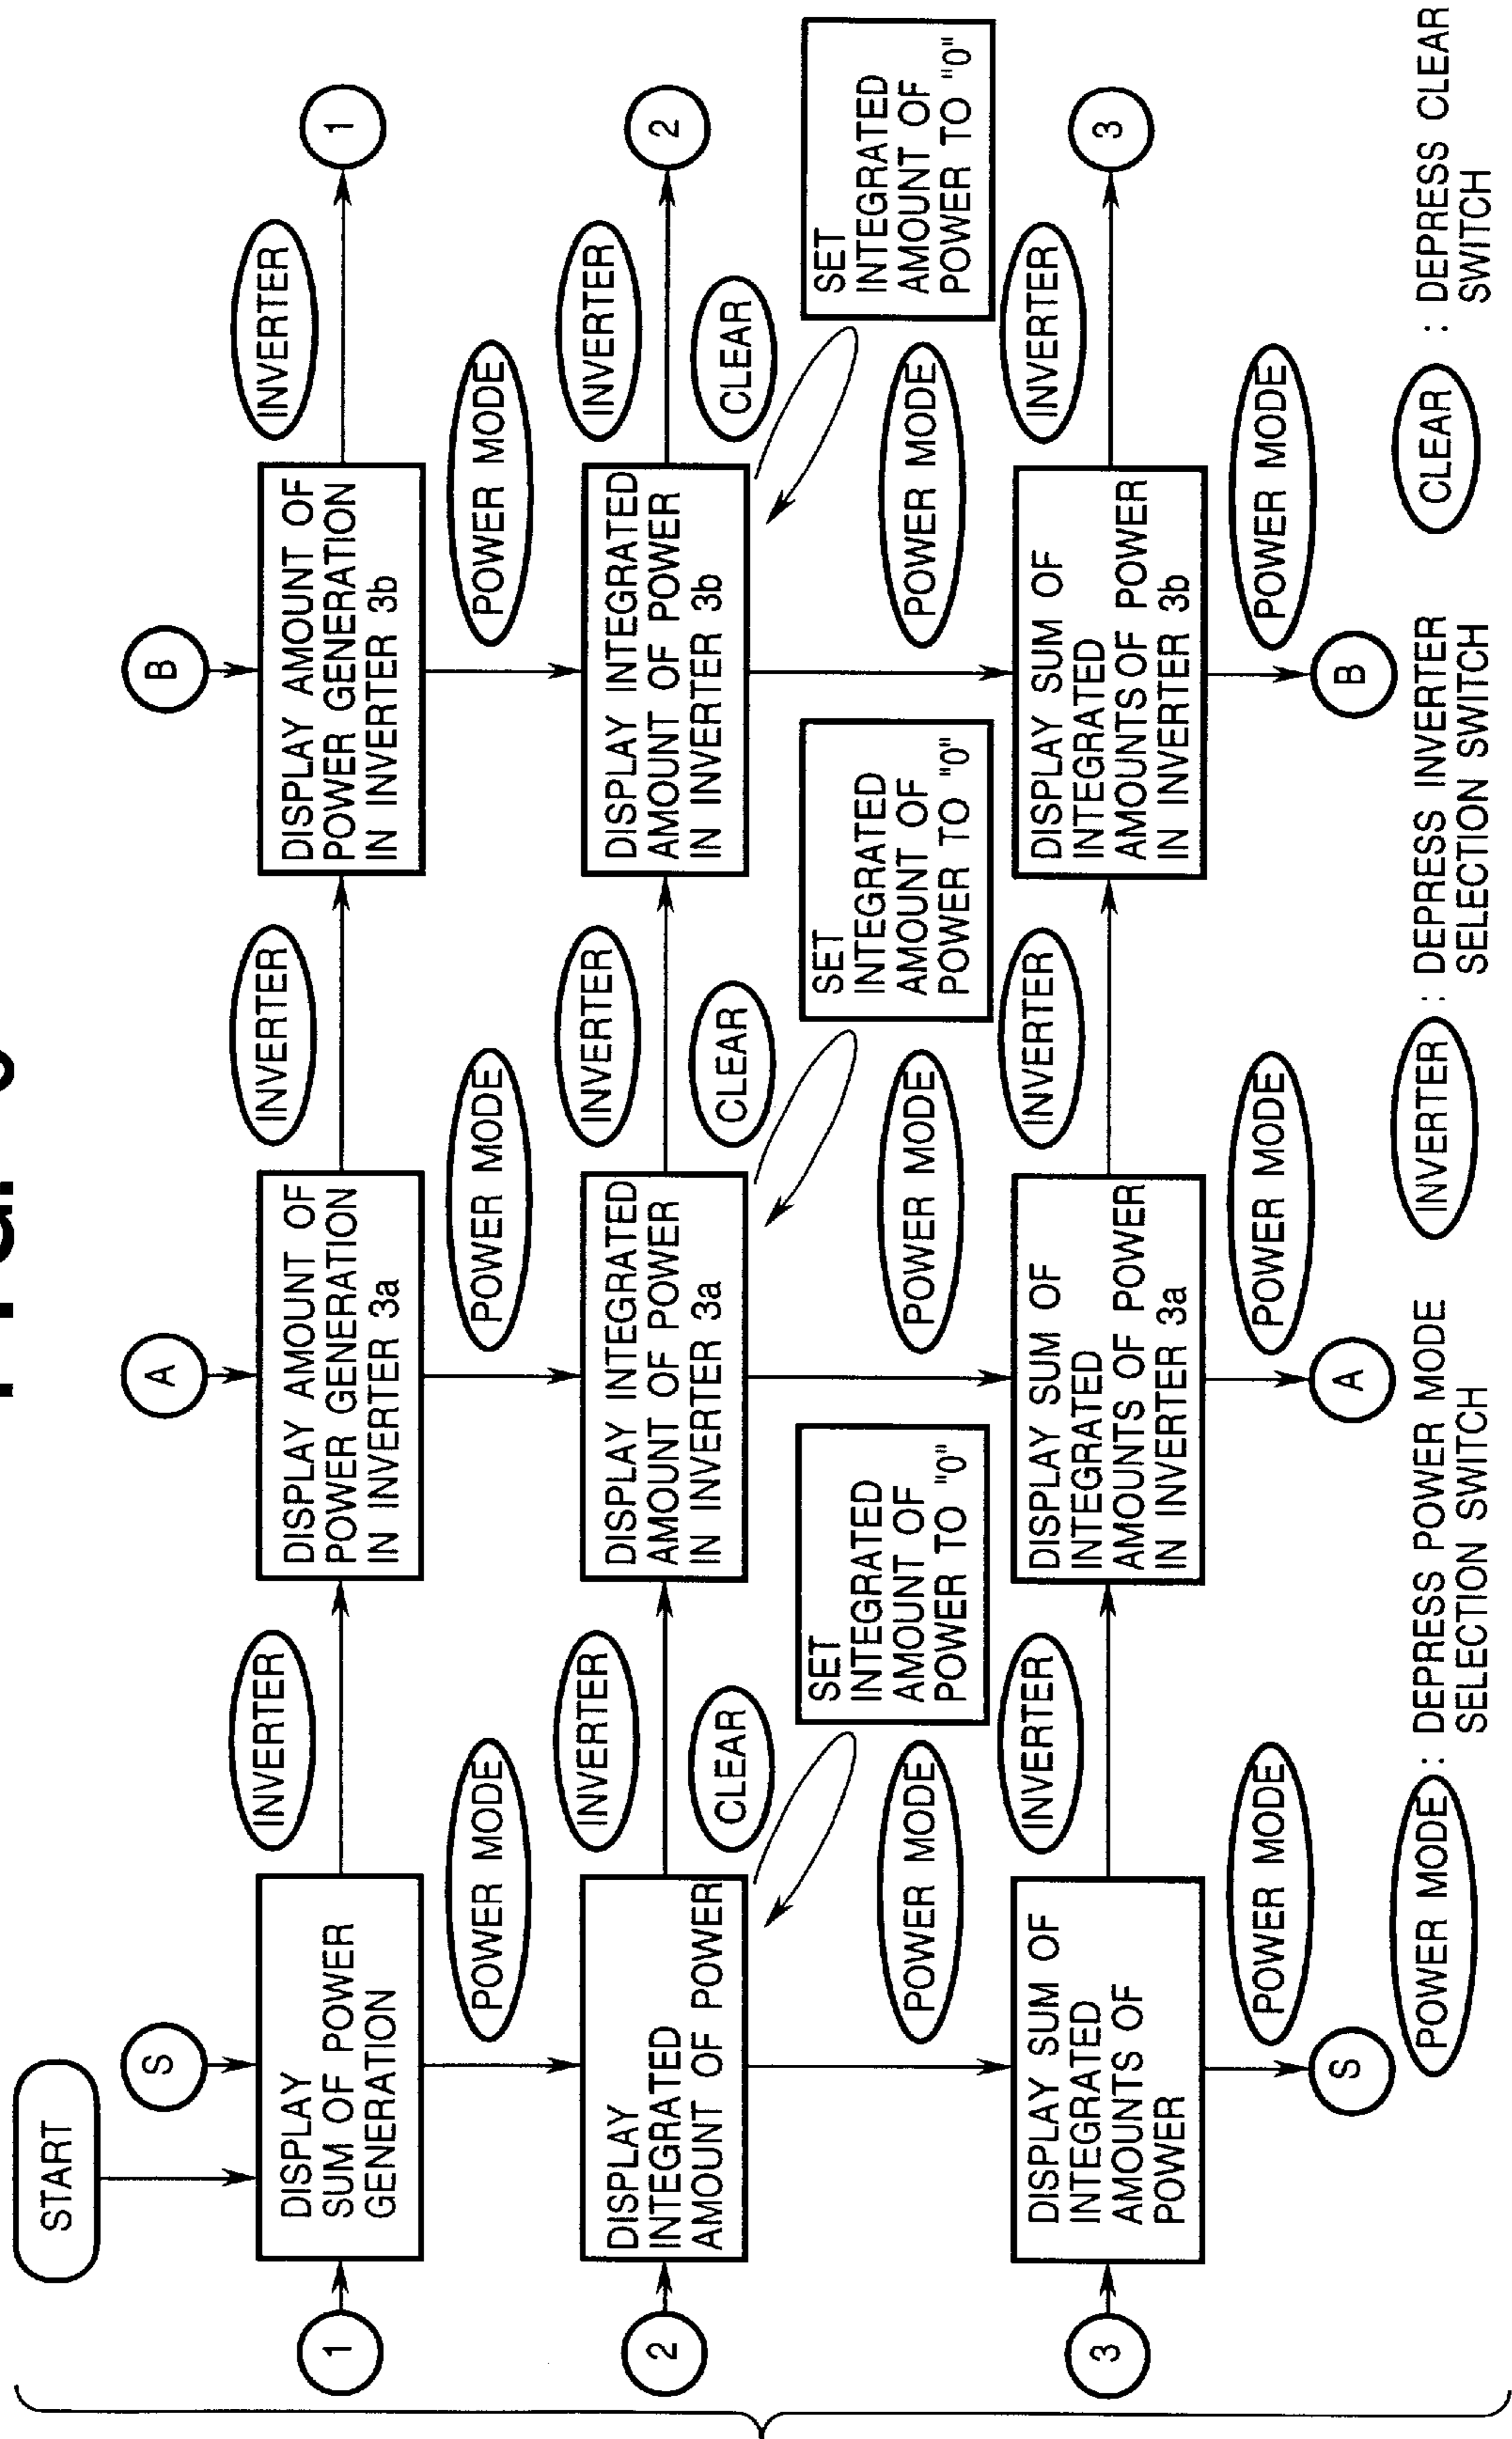 START
S
A
B
1
DISPLAY
SUM OF POWER
GENERATION
INVERTER
DISPLAY AMOUNT OF
POWER GENERATION
IN INVERTER 3a
INVERTER
DISPLAY AMOUNT OF
POWER GENERATION
IN INVERTER 3b
INVERTER
1
POWER MODE
POWER MODE
POWER MODE
2
DISPLAY
INTEGRATED
AMOUNT OF POWER
INVERTER
DISPLAY INTEGRATED
AMOUNT OF POWER
IN INVERTER 3a
INVERTER
DISPLAY INTEGRATED
AMOUNT OF POWER
IN INVERTER 3b
INVERTER
2
CLEAR
CLEAR
CLEAR
SET
INTEGRATED
AMOUNT OF
POWER TO "0"
SET
INTEGRATED
AMOUNT OF
POWER TO "0"
SET
INTEGRATED
AMOUNT OF
POWER TO "0"
POWER MODE
POWER MODE
POWER MODE
3
DISPLAY SUM OF
INTEGRATED
AMOUNTS OF
POWER
INVERTER
DISPLAY SUM OF
INTEGRATED
AMOUNTS OF POWER
IN INVERTER 3a
INVERTER
DISPLAY SUM OF
INTEGRATED
AMOUNTS OF POWER
IN INVERTER 3b
INVERTER
3
POWER MODE
POWER MODE
POWER MODE
S
A
B
POWER MODE : DEPRESS POWER MODE
SELECTION SWITCH
INVERTER : DEPRESS INVERTER
SELECTION SWITCH
CLEAR : DEPRESS CLEAR
SWITCH